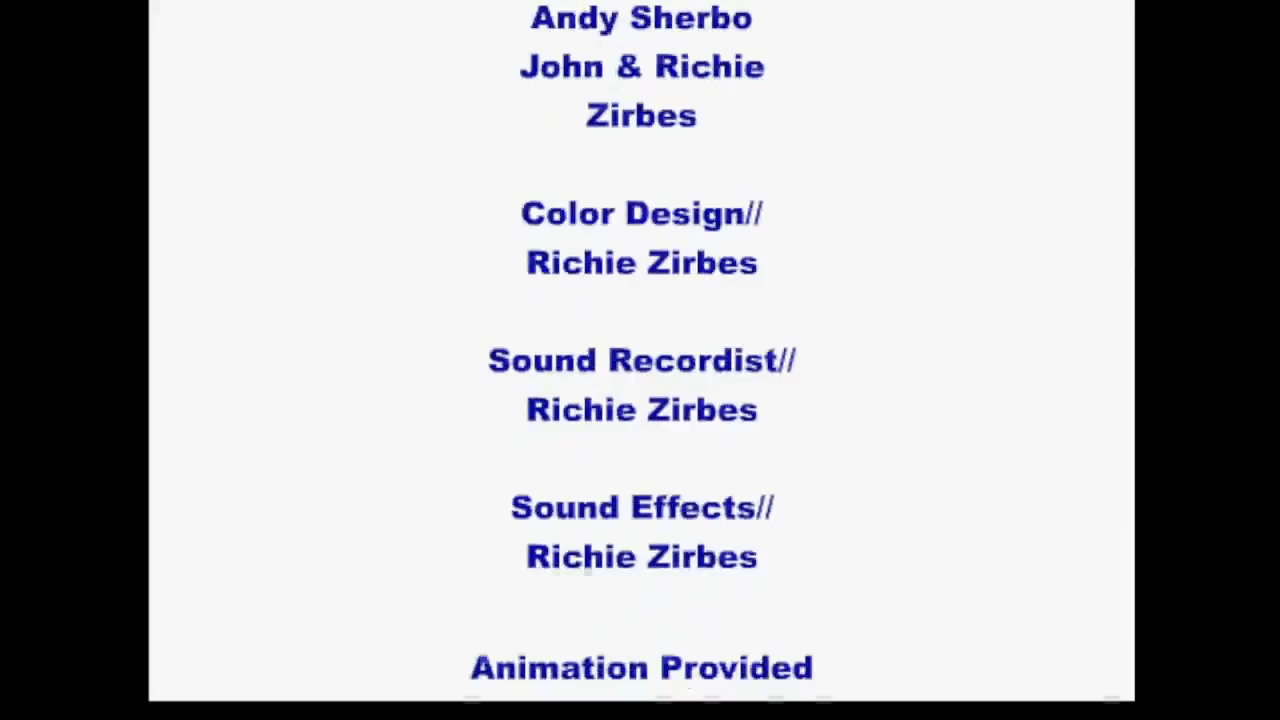 Andy Sherbo
John & Richie
Zirbes
Color Design//
Richie Zirbes
Sound Recordist//
Richie Zirbes
Sound Effects//
Richie Zirbes
Animation Provided